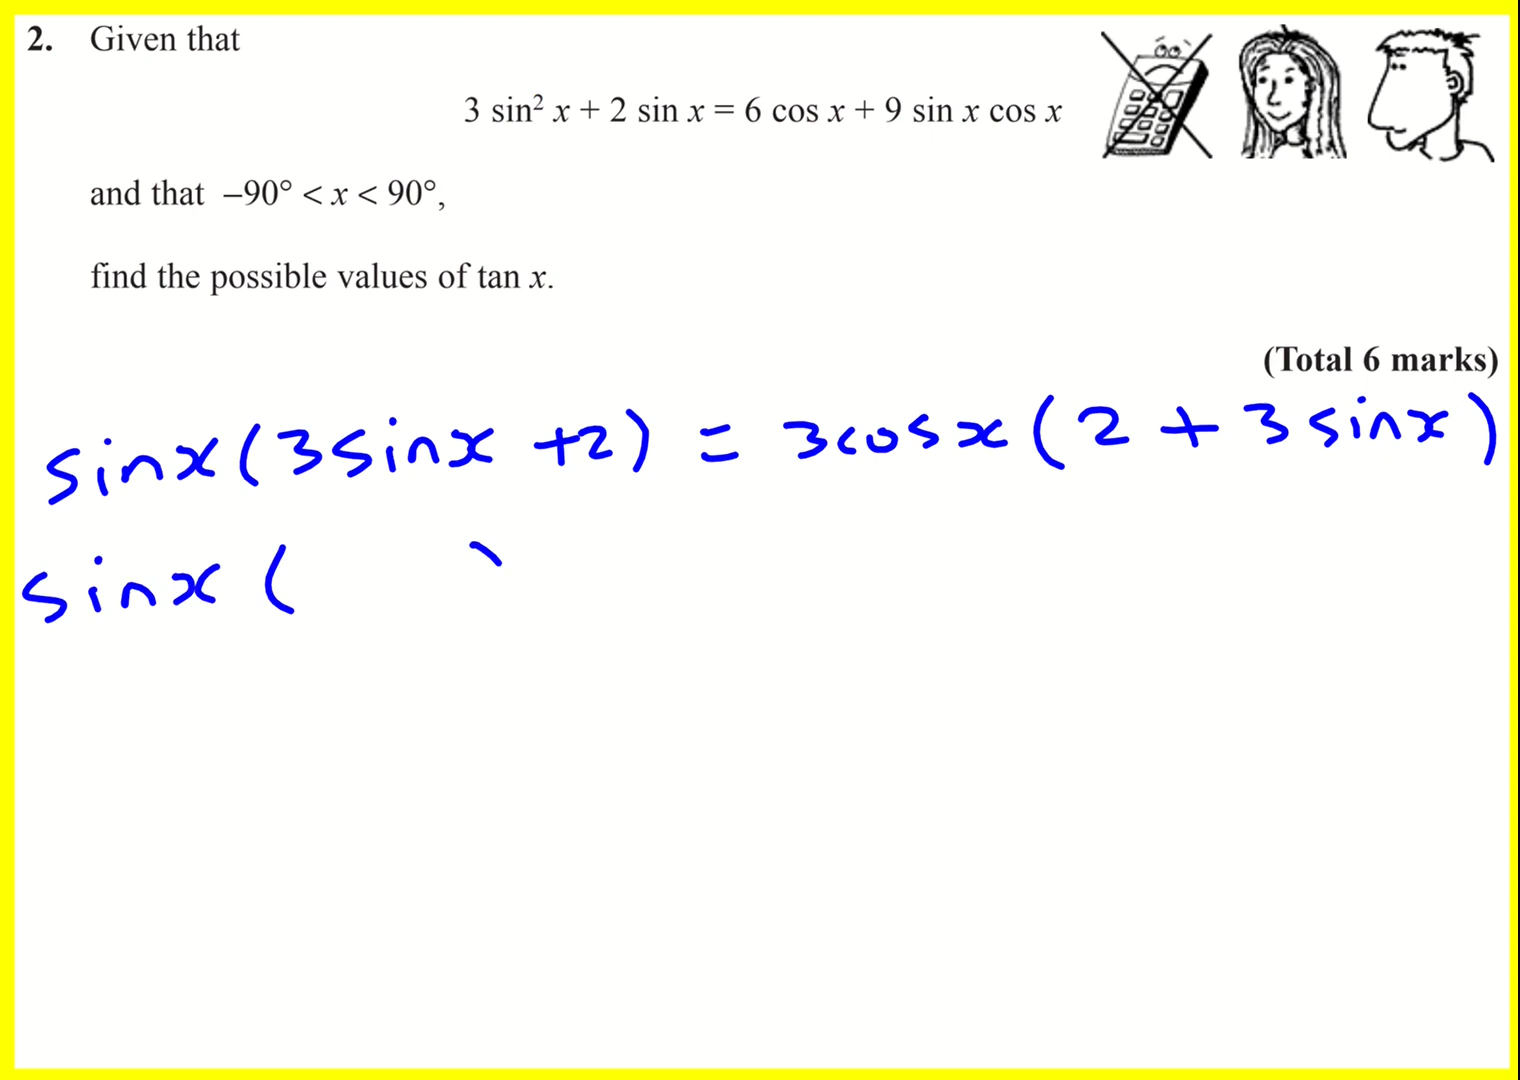 2. Given that
3 sin² x + 2 sin x = 6 cos x + 9 sin x cos x
and that –90° < x < 90°,
find the possible values of tan x.
(Total 6 marks)
sinx(3sinx +2) = 3cosx(2 + 3sinx)
sinx (